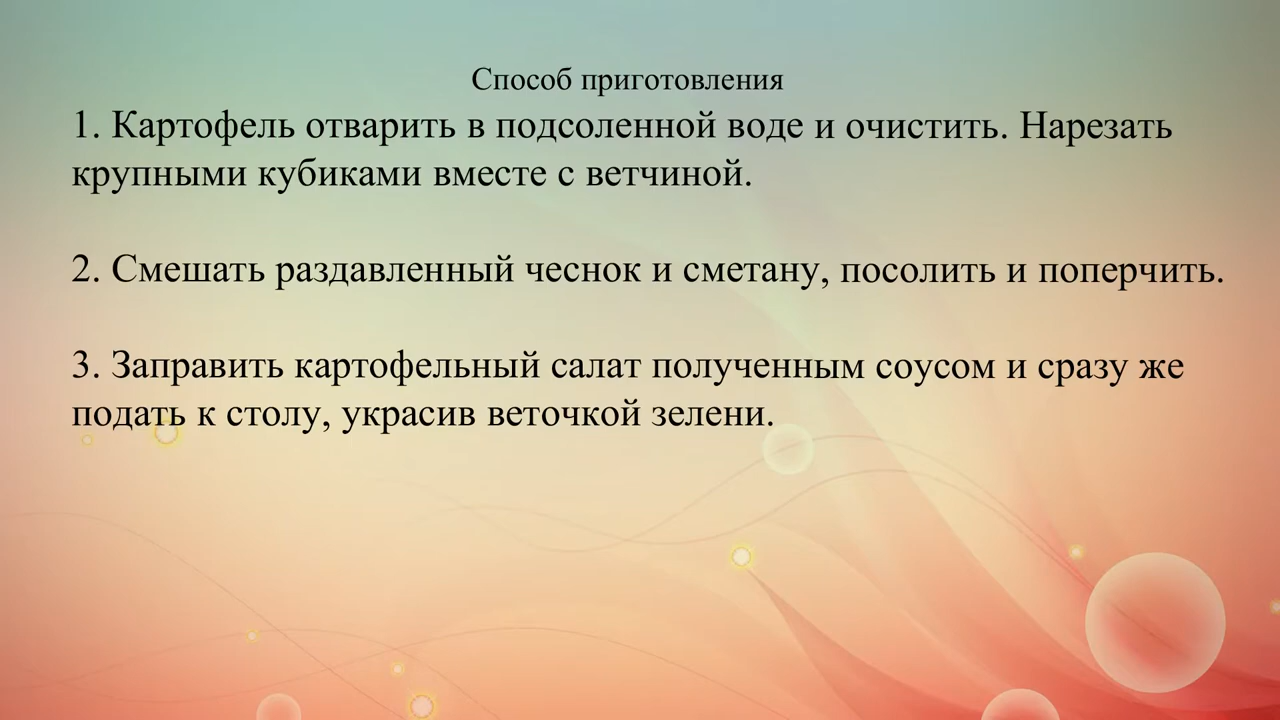 Способ приготовления
1. Картофель отварить в подсоленной воде и очистить. Нарезать
крупными кубиками вместе с ветчиной.
2. Смешать раздавленный чеснок и сметану, посолить и поперчить.
3. Заправить картофельный салат полученным соусом и сразу же
подать к столу, украсив веточкой зелени.